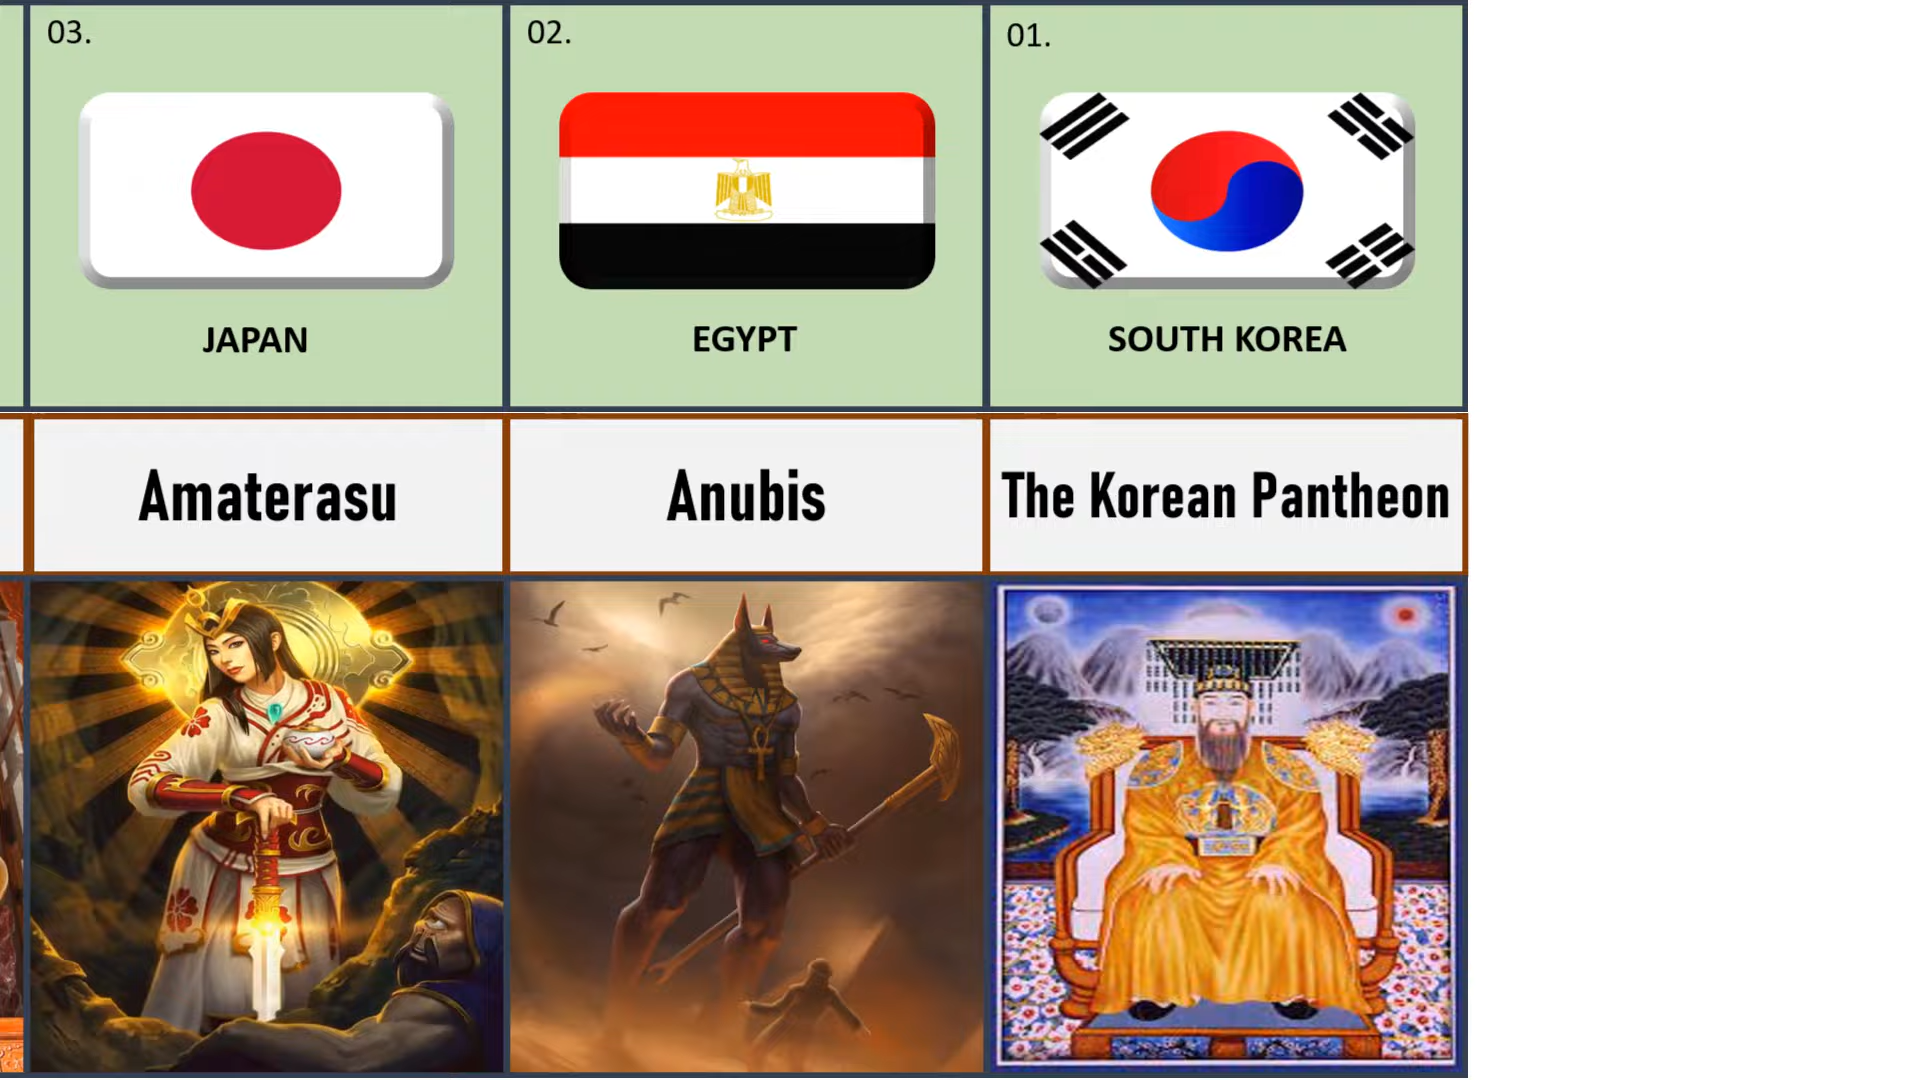 03.
02.
01.
JAPAN
EGYPT
SOUTH KOREA
Amaterasu
Anubis
The Korean Pantheon